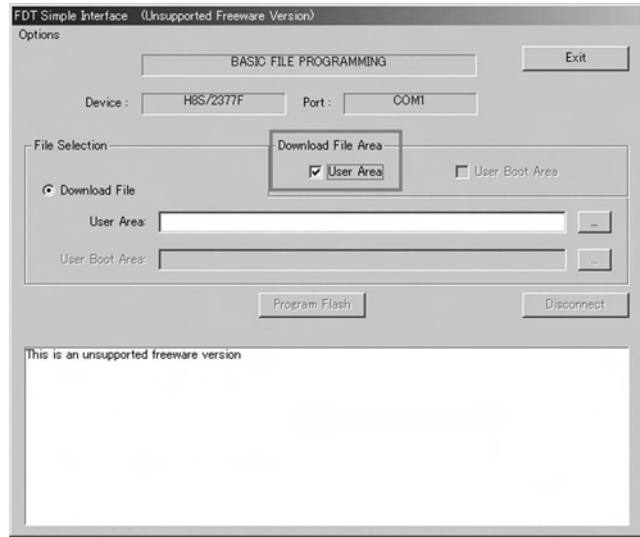 FDT Simple Interface (Unsupported Freeware Version)
Options
BASIC FILE PROGRAMMING
Exit
Device : H8S/2377F Port : COM1
File Selection
Download File Area
User Area
User Boot Area
Download File
User Area:
...
User Boot Area:
...
Program Flash
Disconnect
This is an unsupported freeware version